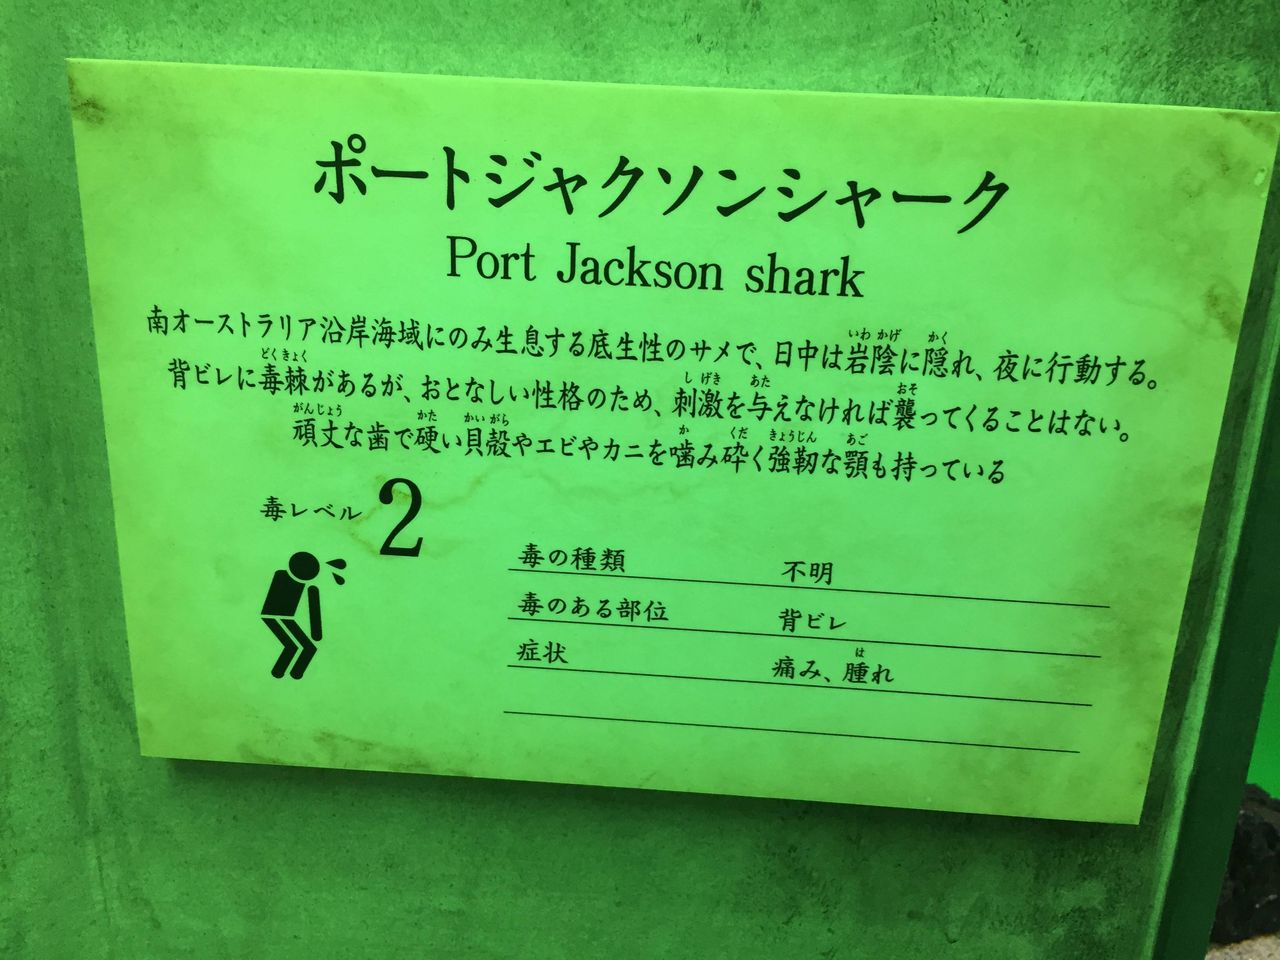 ポートジャクソンシャーク
Port Jackson shark
南オーストラリア沿岸海域にのみ生息する底生性のサメで、日中は岩陰に隠れ、夜に行動する。
背ビレに毒棘があるが、おとなしい性格のため、刺激を与えなければ襲ってくることはない。
頑丈な歯で硬い貝殻やエビやカニを噛み砕く強靭な顎も持っている
毒レベル 2
毒の種類 不明
毒のある部位 背ビレ
症状 痛み、腫れ